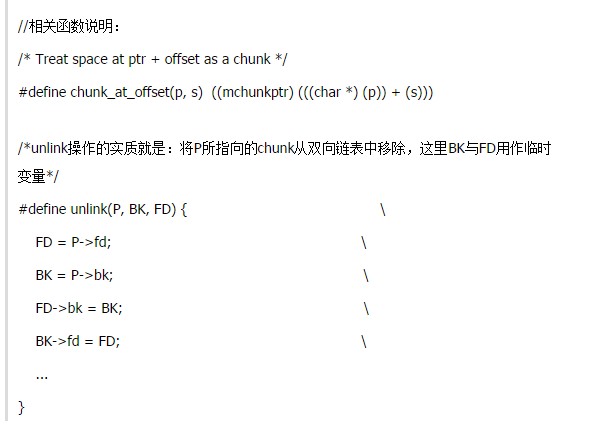 //相关函数说明：
/* Treat space at ptr + offset as a chunk */
#define chunk_at_offset(p, s)  ((mchunkptr) (((char *) (p)) + (s)))
/*unlink操作的实质就是：将P所指向的chunk从双向链表中移除，这里BK与FD用作临时
变量*/
#define unlink(P, BK, FD) { \
FD = P->fd; \
BK = P->bk; \
FD->bk = BK; \
BK->fd = FD; \
...
}